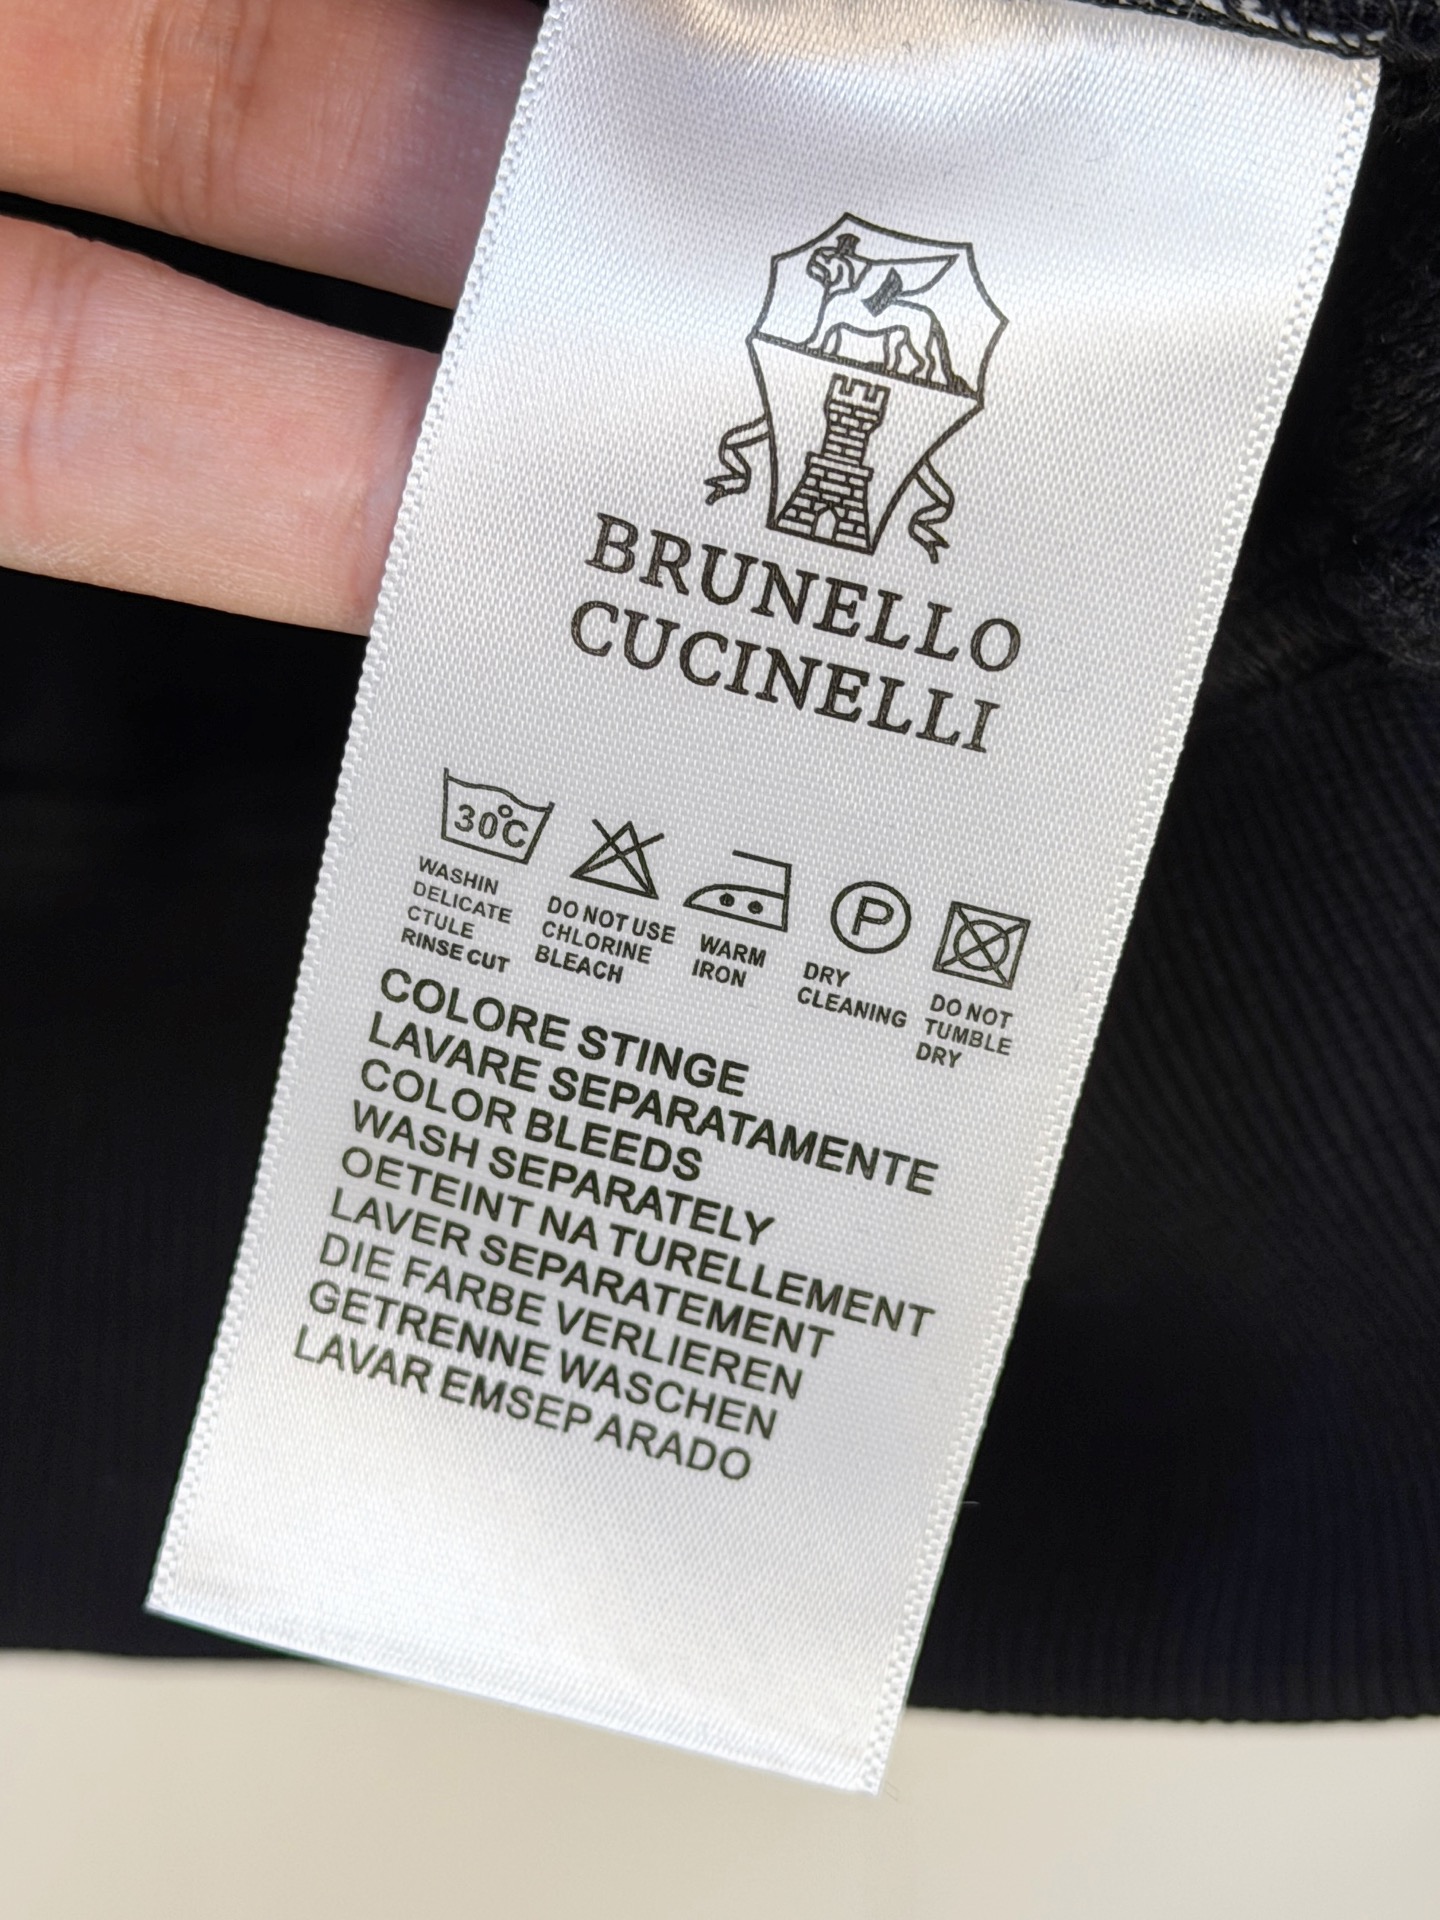 BRUNELLO
CUCINELLI
30°C
P
WASHIN
DELICATE
CTULE
RINSE CUT
DO NOT USE
CHLORINE
BLEACH
WARM
IRON
DRY
CLEANING
DO NOT
TUMBLE
DRY
COLORE STINGE
LAVARE SEPARATAMENTE
COLOR BLEEDS
WASH SEPARATELY
OETEINT NA TURELLEMENT
LAVER SEPARATEMENT
DIE FARBE VERLIEREN
GETRENNE WASCHEN
LAVAR EMSEP ARADO